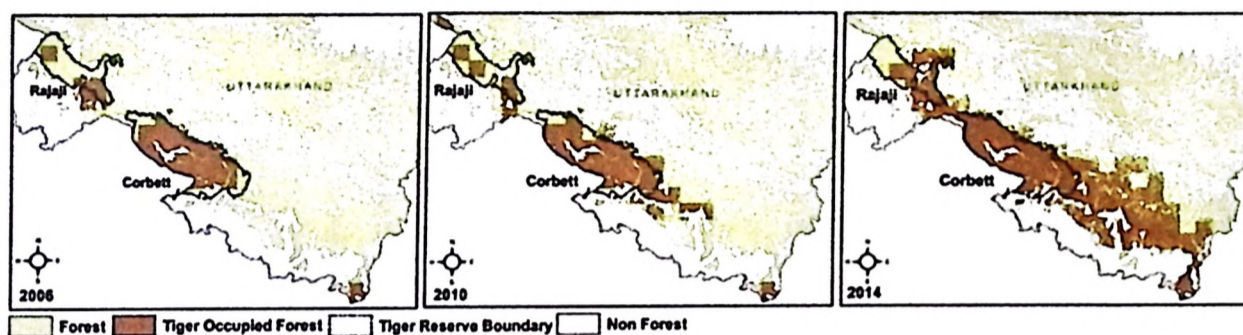 UTTARAKHAND
Rajaji
Corbett
N
2006
UTTARAKHAND
Rajaji
Corbett
N
2010
UTTARAKHAND
Rajaji
Corbett
N
2014
Forest Tiger Occupied Forest Tiger Reserve Boundary Non Forest